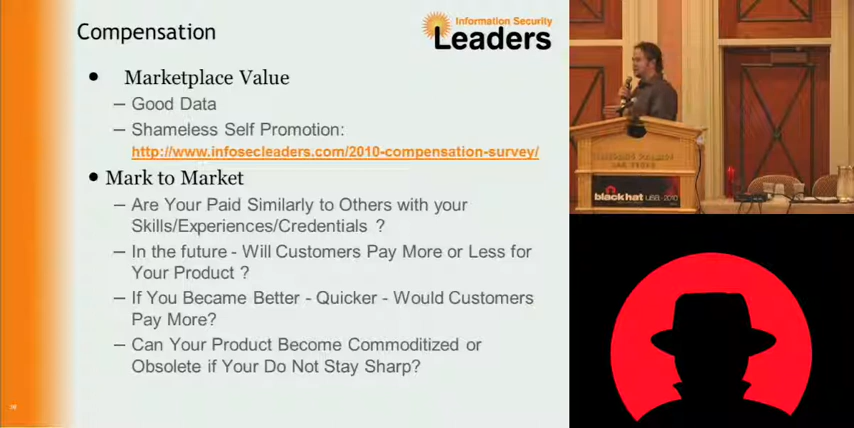 Compensation
Information Security
Leaders
• Marketplace Value
– Good Data
– Shameless Self Promotion:
http://www.infosecleaders.com/2010-compensation-survey/
• Mark to Market
– Are Your Paid Similarly to Others with your
Skills/Experiences/Credentials ?
– In the future - Will Customers Pay More or Less for
Your Product ?
– If You Became Better - Quicker - Would Customers
Pay More?
– Can Your Product Become Commoditized or
Obsolete if Your Do Not Stay Sharp?
black hat USA 2010